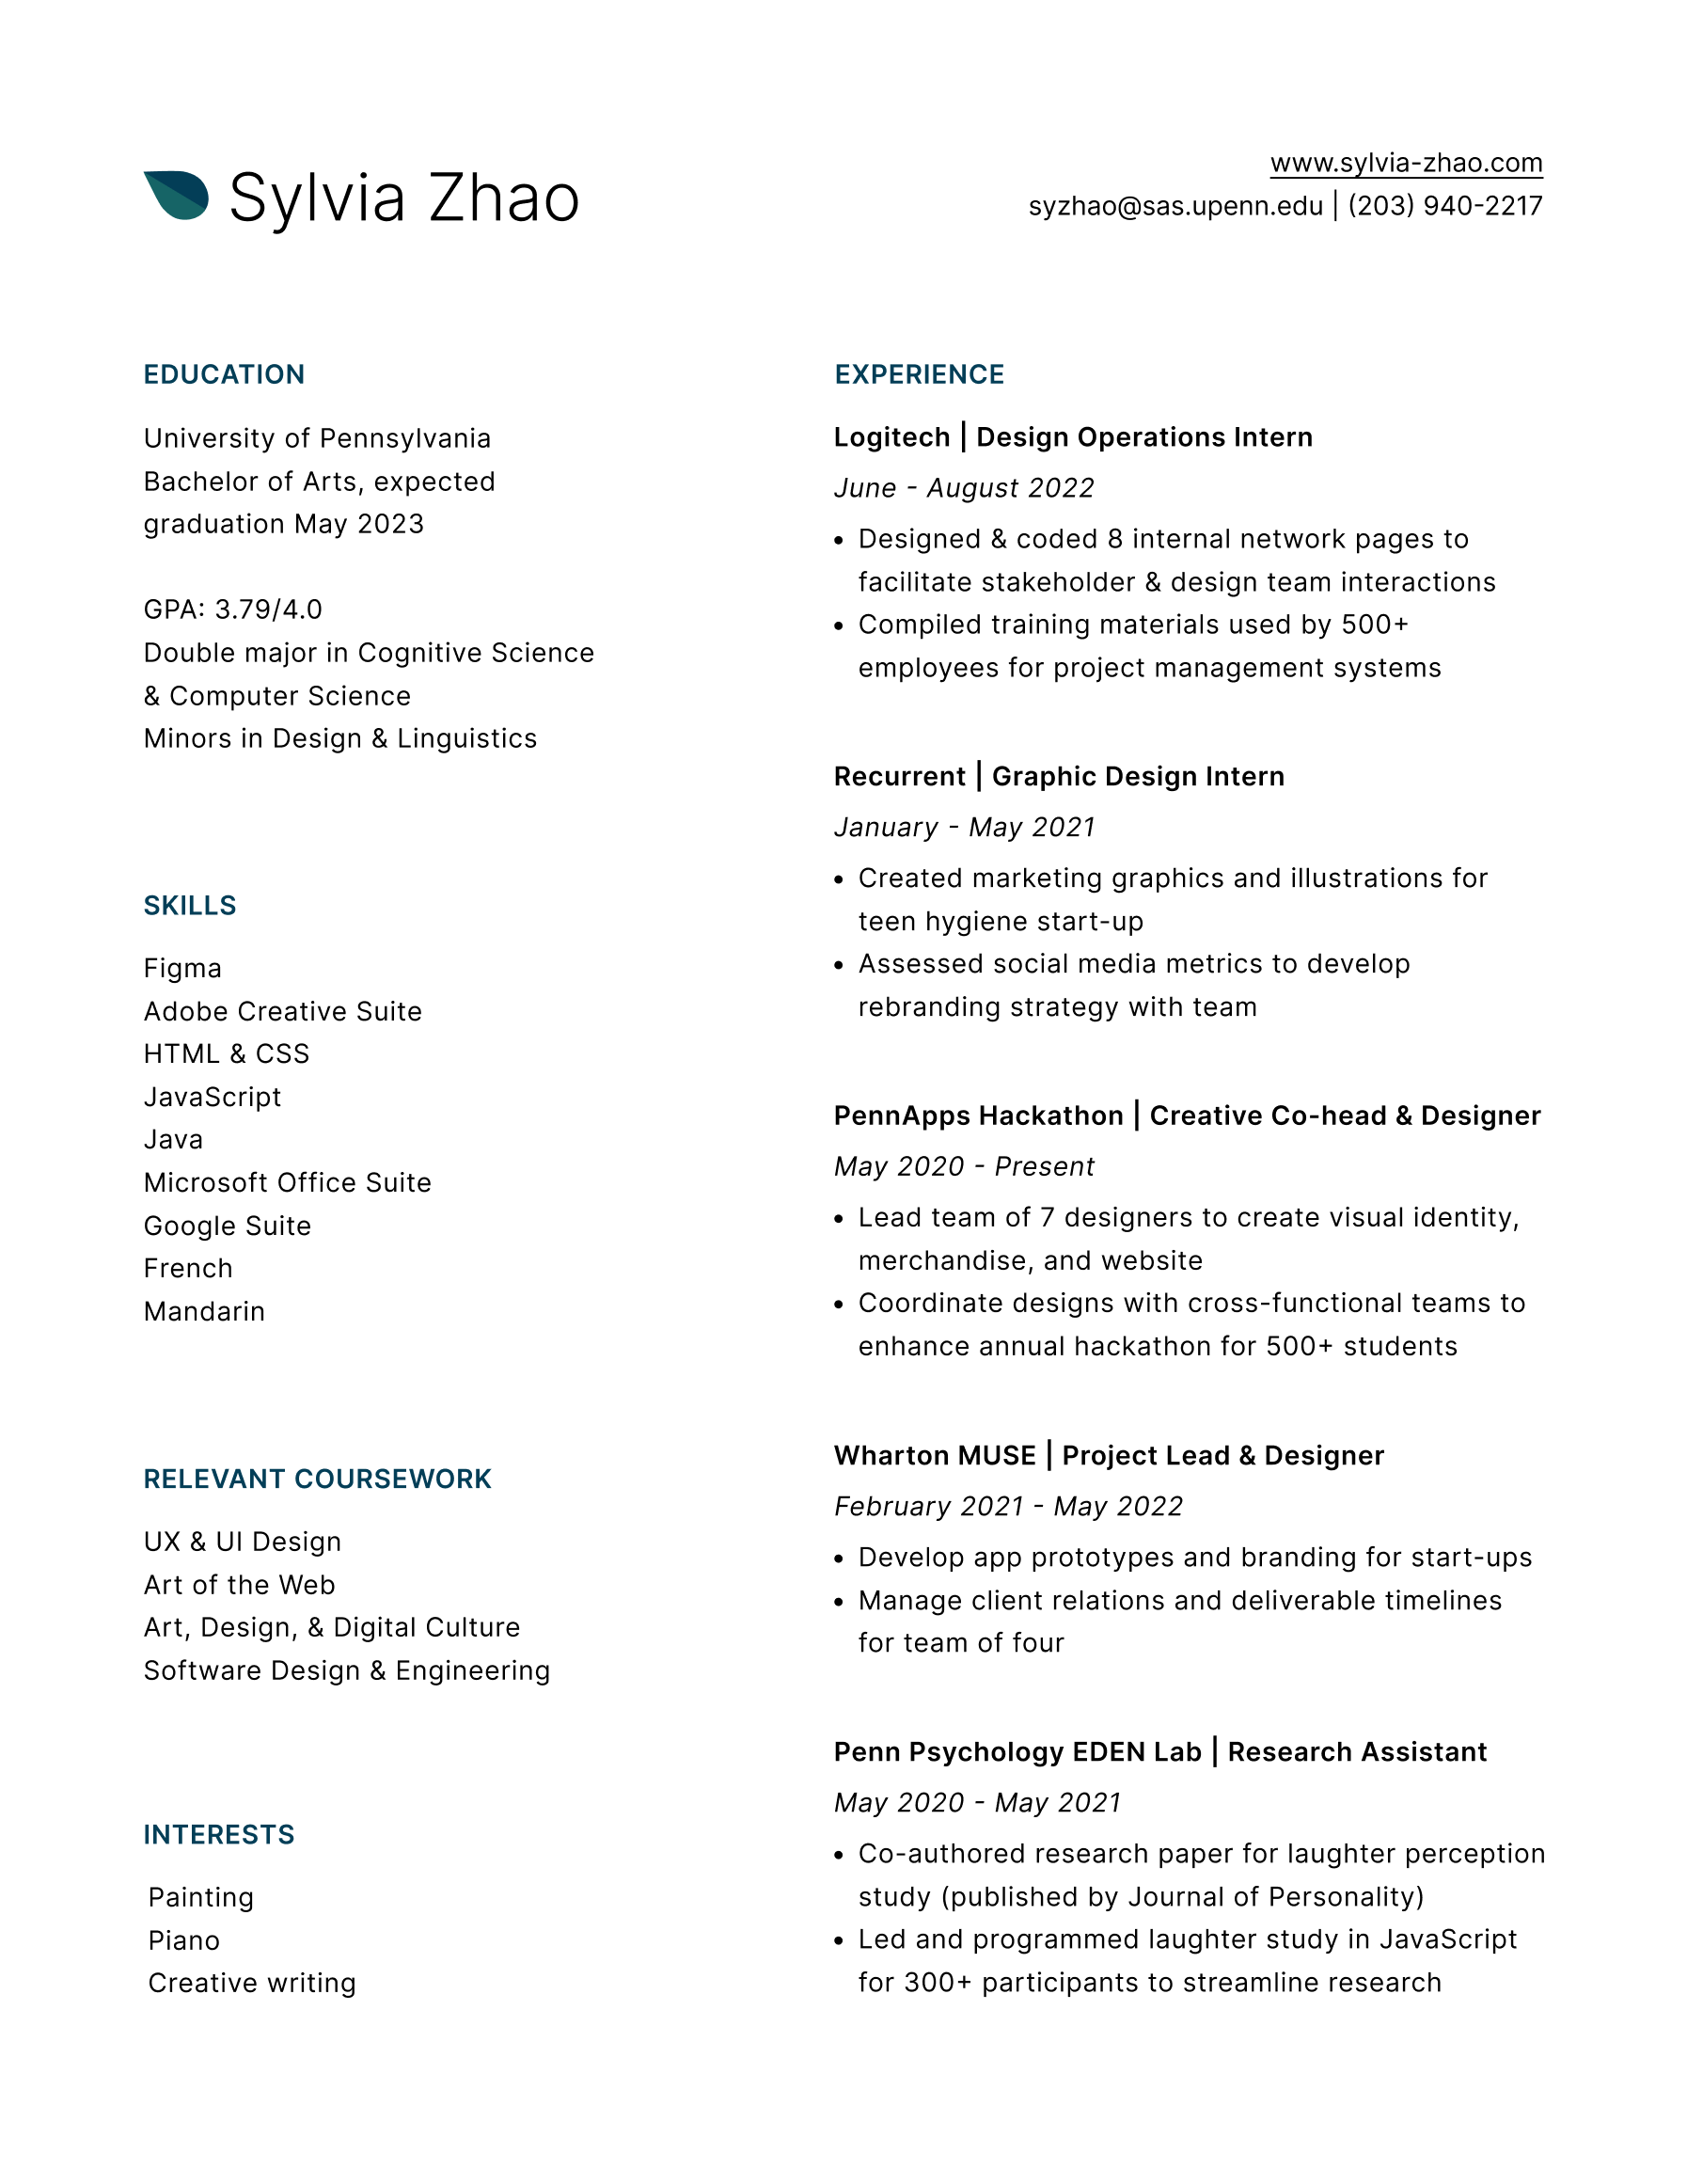 Sylvia Zhao
www.sylvia-zhao.com
syzhao@sas.upenn.edu | (203) 940-2217
EDUCATION
University of Pennsylvania
Bachelor of Arts, expected
graduation May 2023
GPA: 3.79/4.0
Double major in Cognitive Science
& Computer Science
Minors in Design & Linguistics
SKILLS
Figma
Adobe Creative Suite
HTML & CSS
JavaScript
Java
Microsoft Office Suite
Google Suite
French
Mandarin
RELEVANT COURSEWORK
UX & UI Design
Art of the Web
Art, Design, & Digital Culture
Software Design & Engineering
INTERESTS
Painting
Piano
Creative writing
EXPERIENCE
Logitech | Design Operations Intern
June - August 2022
• Designed & coded 8 internal network pages to
facilitate stakeholder & design team interactions
• Compiled training materials used by 500+
employees for project management systems
Recurrent | Graphic Design Intern
January - May 2021
• Created marketing graphics and illustrations for
teen hygiene start-up
• Assessed social media metrics to develop
rebranding strategy with team
PennApps Hackathon | Creative Co-head & Designer
May 2020 - Present
• Lead team of 7 designers to create visual identity,
merchandise, and website
• Coordinate designs with cross-functional teams to
enhance annual hackathon for 500+ students
Wharton MUSE | Project Lead & Designer
February 2021 - May 2022
• Develop app prototypes and branding for start-ups
• Manage client relations and deliverable timelines
for team of four
Penn Psychology EDEN Lab | Research Assistant
May 2020 - May 2021
• Co-authored research paper for laughter perception
study (published by Journal of Personality)
• Led and programmed laughter study in JavaScript
for 300+ participants to streamline research